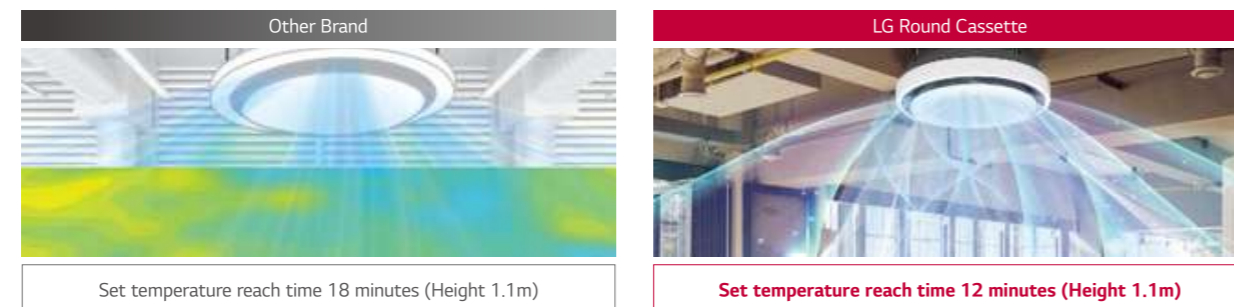 Other Brand
LG Round Cassette
Set temperature reach time 18 minutes (Height 1.1m)
Set temperature reach time 12 minutes (Height 1.1m)